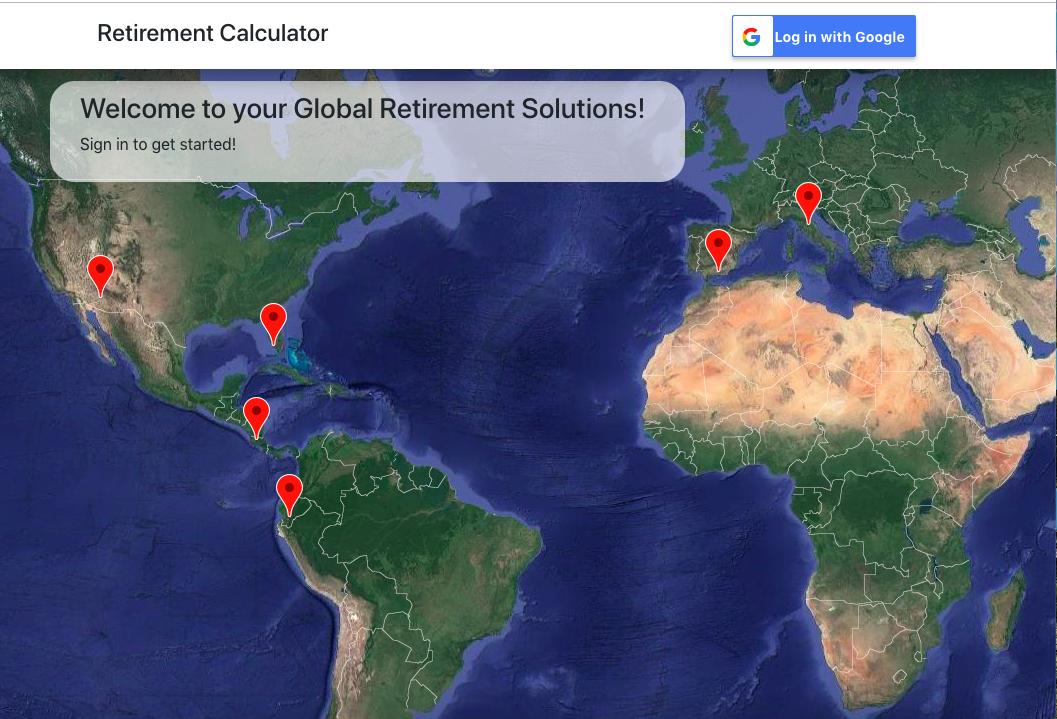 Retirement Calculator
Log in with Google
Welcome to your Global Retirement Solutions!
Sign in to get started!